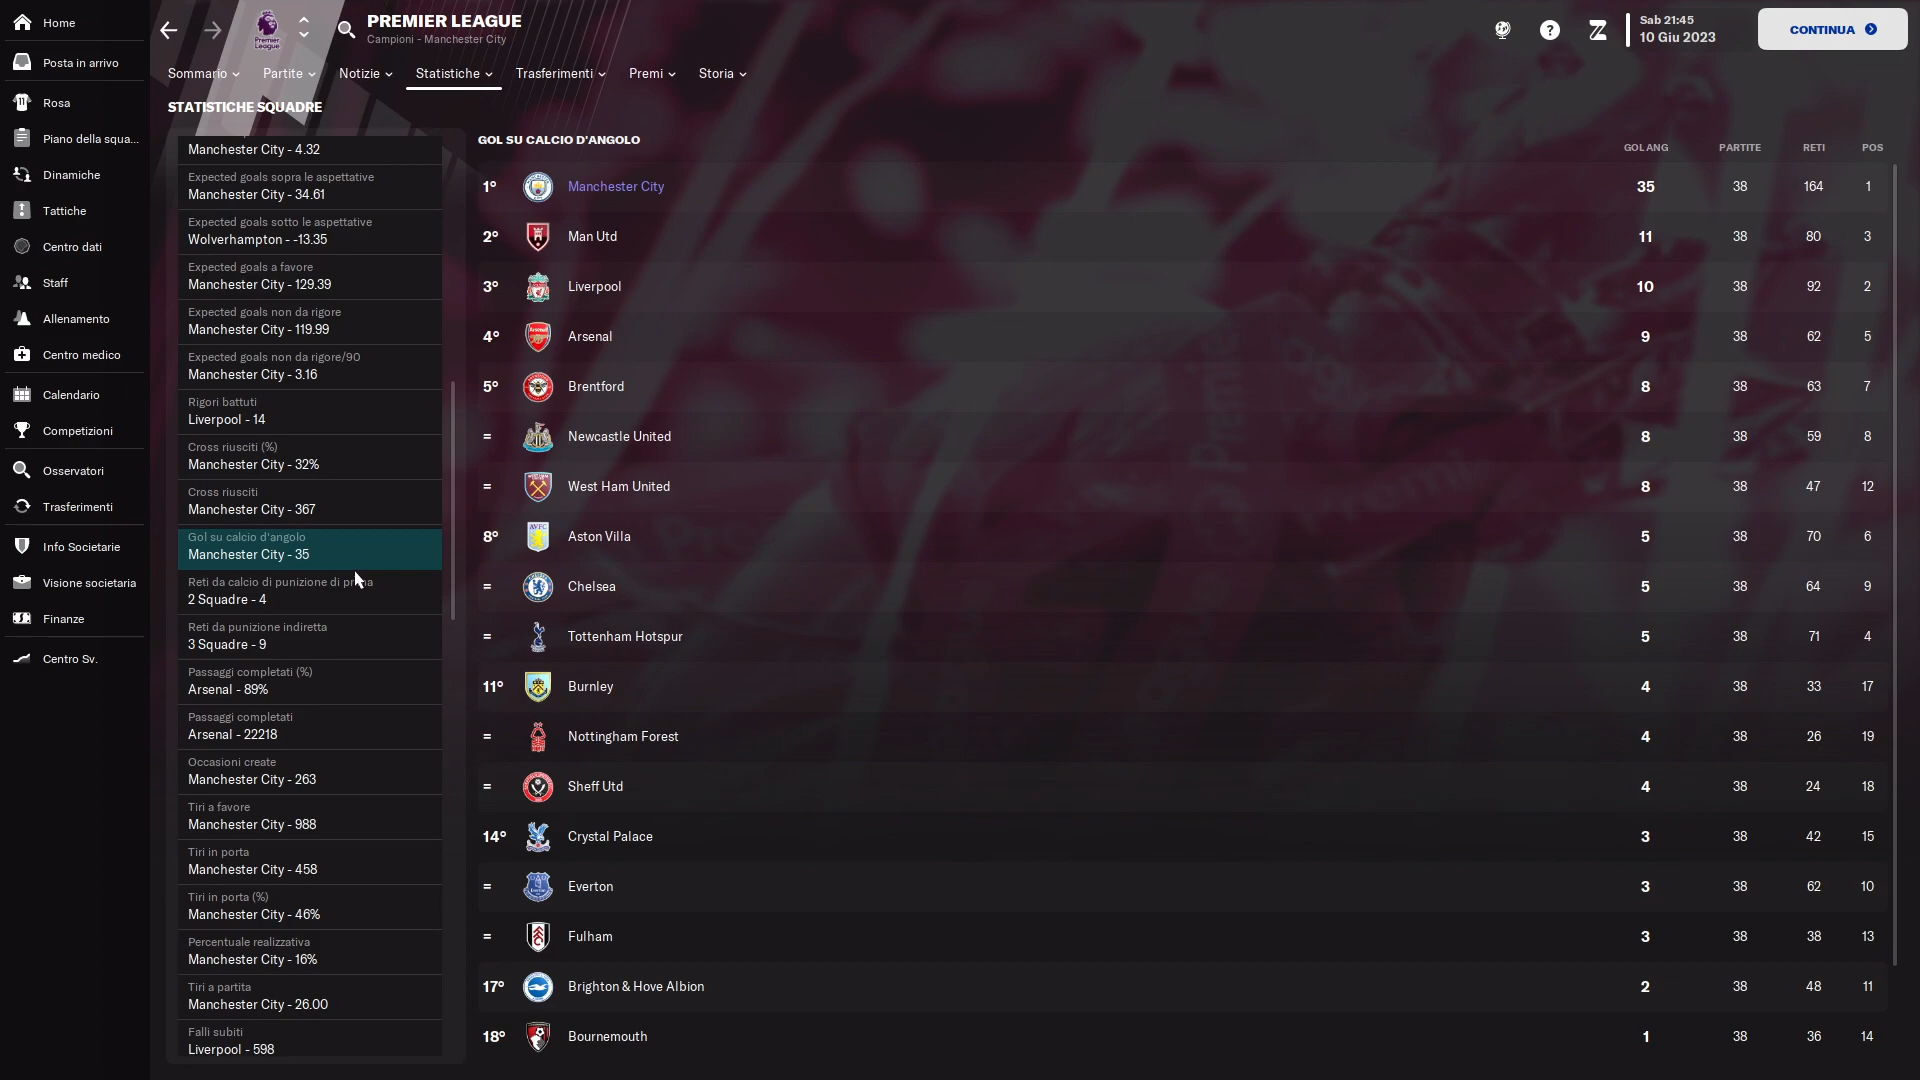 Home
Posta in arrivo
Rosa
Piano della squa...
Dinamiche
Tattiche
Centro dati
Staff
Allenamento
Centro medico
Calendario
Competizioni
Osservatori
Trasferimenti
Info Societarie
Visione societaria
Finanze
Centro Sv.
Premier League
PREMIER LEAGUE
Campioni - Manchester City
Sab 21:45
10 Giu 2023
CONTINUA
Sommario
Partite
Notizie
Statistiche
Trasferimenti
Premi
Storia
STATISTICHE SQUADRE
Manchester City - 4.32
Expected goals sopra le aspettative
Manchester City - 34.61
Expected goals sotto le aspettative
Wolverhampton - -13.35
Expected goals a favore
Manchester City - 129.39
Expected goals non da rigore
Manchester City - 119.99
Expected goals non da rigore/90
Manchester City - 3.16
Rigori battuti
Liverpool - 14
Cross riusciti (%)
Manchester City - 32%
Cross riusciti
Manchester City - 367
Gol su calcio d'angolo
Manchester City - 35
Reti da calcio di punizione di prima
2 Squadre - 4
Reti da punizione indiretta
3 Squadre - 9
Passaggi completati (%)
Arsenal - 89%
Passaggi completati
Arsenal - 22218
Occasioni create
Manchester City - 263
Tiri a favore
Manchester City - 988
Tiri in porta
Manchester City - 458
Tiri in porta (%)
Manchester City - 46%
Percentuale realizzativa
Manchester City - 16%
Tiri a partita
Manchester City - 26.00
Falli subiti
Liverpool - 598
GOL SU CALCIO D'ANGOLO
GOL ANG PARTITE RETI POS
1° Manchester City 35 38 164 1
2° Man Utd 11 38 80 3
3° Liverpool 10 38 92 2
4° Arsenal 9 38 62 5
5° Brentford 8 38 63 7
= Newcastle United 8 38 59 8
= West Ham United 8 38 47 12
8° Aston Villa 5 38 70 6
= Chelsea 5 38 64 9
= Tottenham Hotspur 5 38 71 4
11° Burnley 4 38 33 17
= Nottingham Forest 4 38 26 19
= Sheff Utd 4 38 24 18
14° Crystal Palace 3 38 42 15
= Everton 3 38 62 10
= Fulham 3 38 38 13
17° Brighton & Hove Albion 2 38 48 11
18° Bournemouth 1 38 36 14